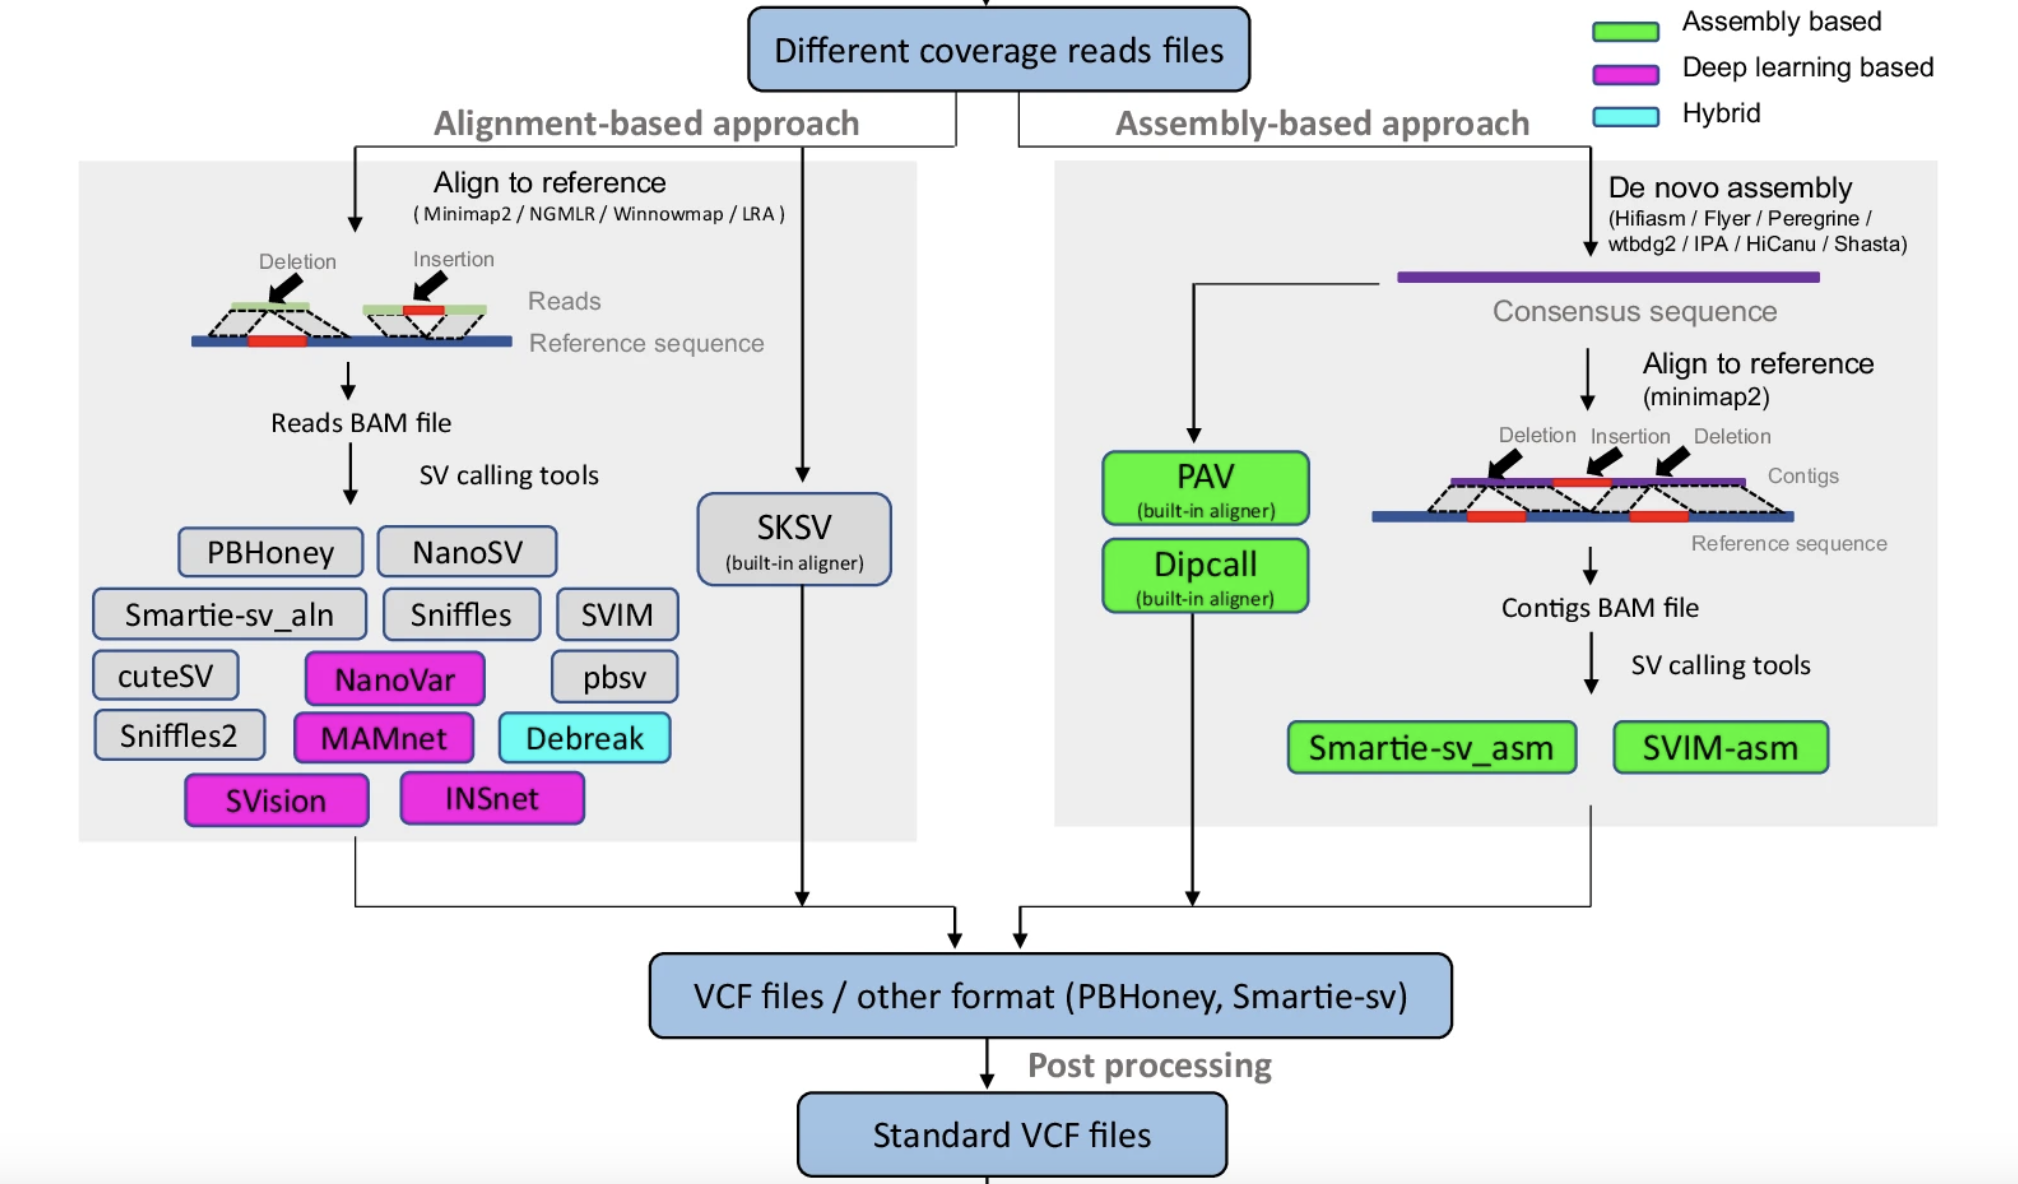 Different coverage reads files
Assembly based
Deep learning based
Hybrid
Alignment-based approach
Assembly-based approach
Align to reference
( Minimap2 / NGMLR / Winnowmap / LRA )
Deletion
Insertion
Reads
Reference sequence
Reads BAM file
SV calling tools
PBHoney
NanoSV
Smartie-sv_aln
Sniffles
SVIM
cuteSV
NanoVar
pbsv
Sniffles2
MAMnet
Debreak
SVision
INSnet
SKSV
(built-in aligner)
De novo assembly
(Hifiasm / Flyer / Peregrine /
wtbdg2 / IPA / HiCanu / Shasta)
Consensus sequence
Align to reference
(minimap2)
Deletion
Insertion
Deletion
Contigs
Reference sequence
PAV
(built-in aligner)
Dipcall
(built-in aligner)
Contigs BAM file
SV calling tools
Smartie-sv_asm
SVIM-asm
VCF files / other format (PBHoney, Smartie-sv)
Post processing
Standard VCF files